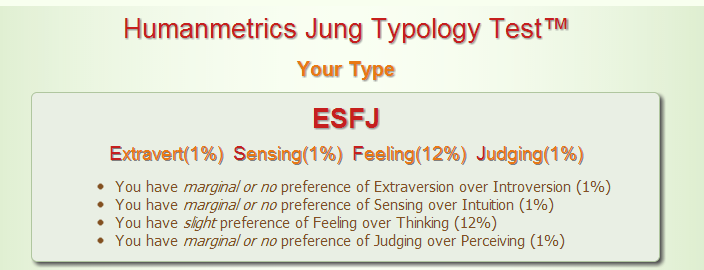 Humanmetrics Jung Typology Test™
Your Type
ESFJ
Extravert(1%) Sensing(1%) Feeling(12%) Judging(1%)
• You have marginal or no preference of Extraversion over Introversion (1%)
• You have marginal or no preference of Sensing over Intuition (1%)
• You have slight preference of Feeling over Thinking (12%)
• You have marginal or no preference of Judging over Perceiving (1%)